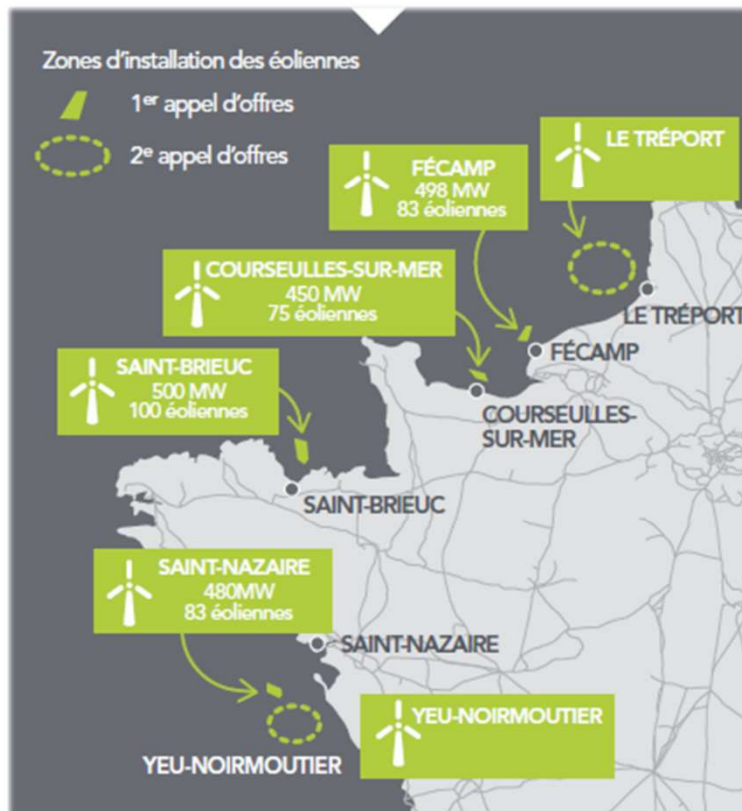 Zones d'installation des éoliennes
1er appel d'offres
2e appel d'offres
LE TRÉPORT
FÉCAMP
498 MW
83 éoliennes
COURSEULLES-SUR-MER
450 MW
75 éoliennes
LE TRÉPORT
FÉCAMP
SAINT-BRIEUC
500 MW
100 éoliennes
COURSEULLES-
SUR-MER
SAINT-BRIEUC
SAINT-NAZAIRE
480MW
83 éoliennes
SAINT-NAZAIRE
YEU-NOIRMOUTIER
YEU-NOIRMOUTIER